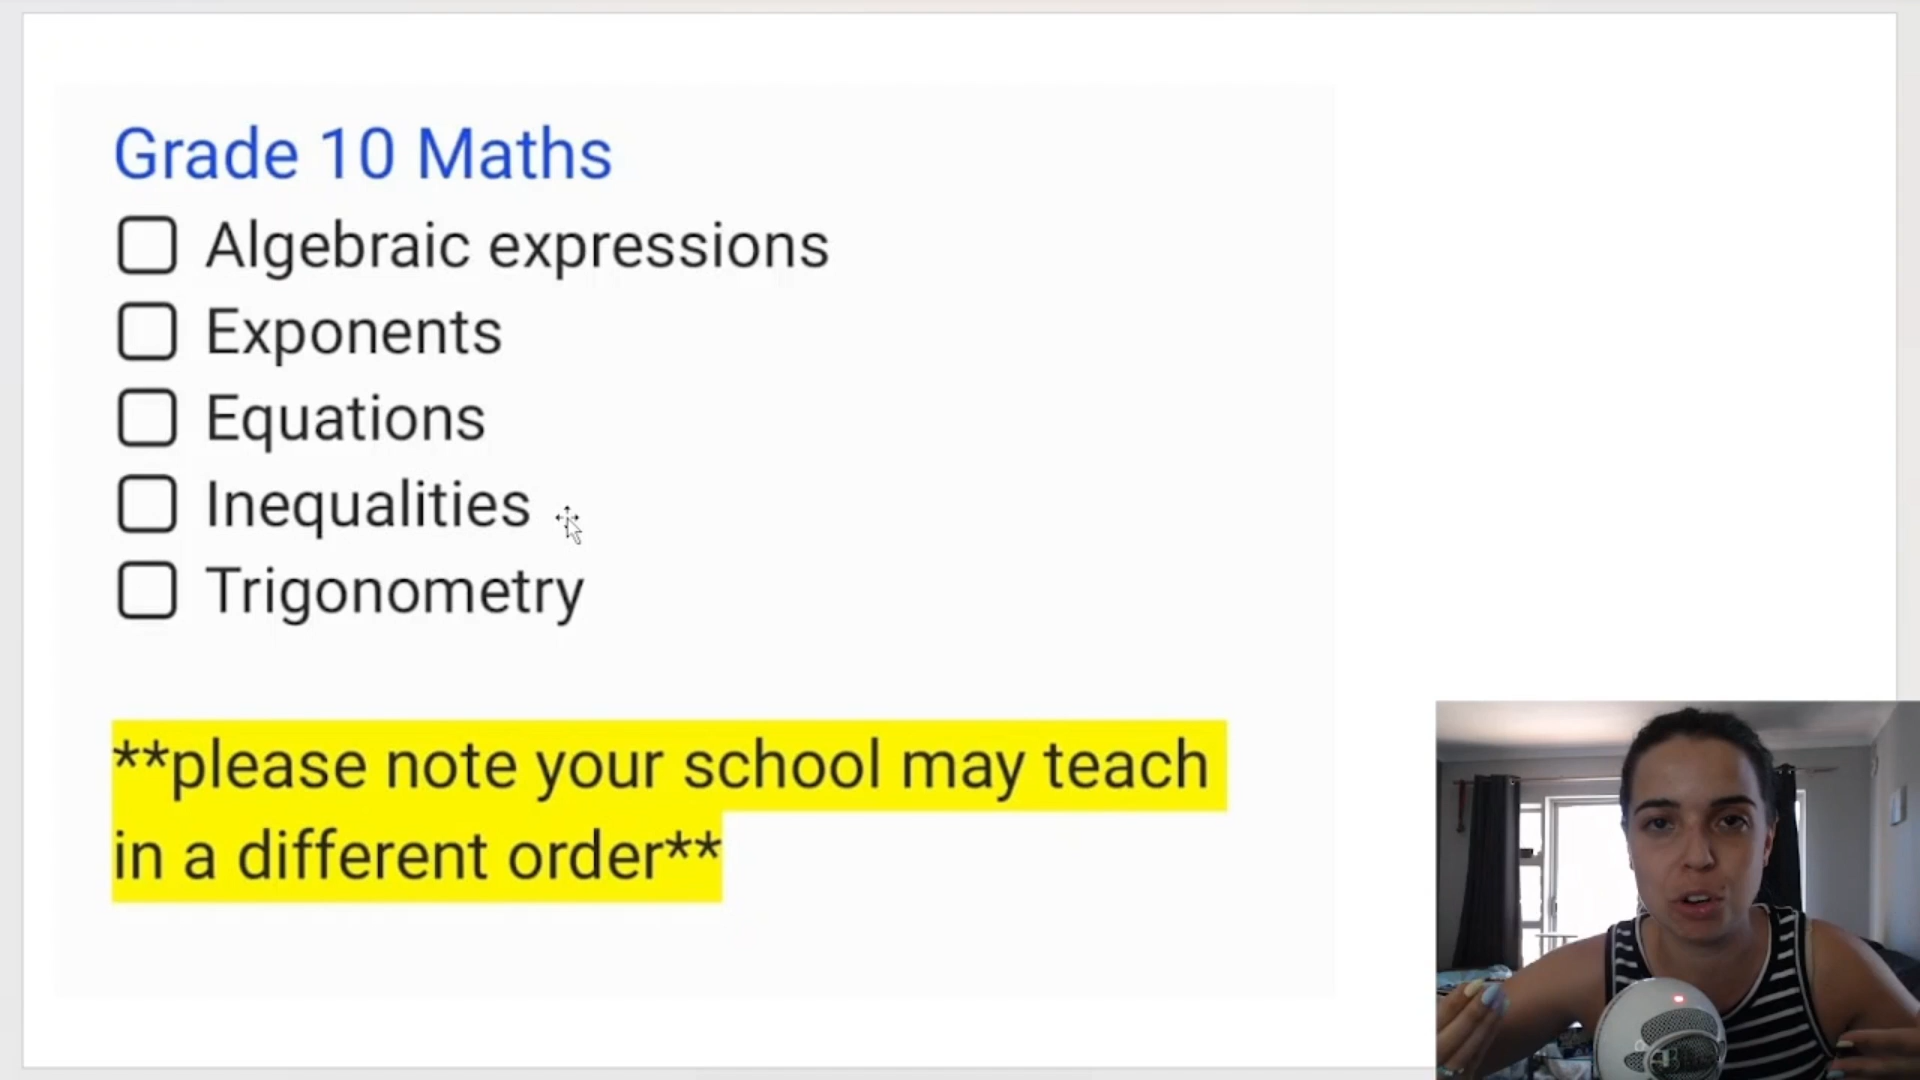 Grade 10 Maths
Algebraic expressions
Exponents
Equations
Inequalities
Trigonometry
**please note your school may teach
in a different order**